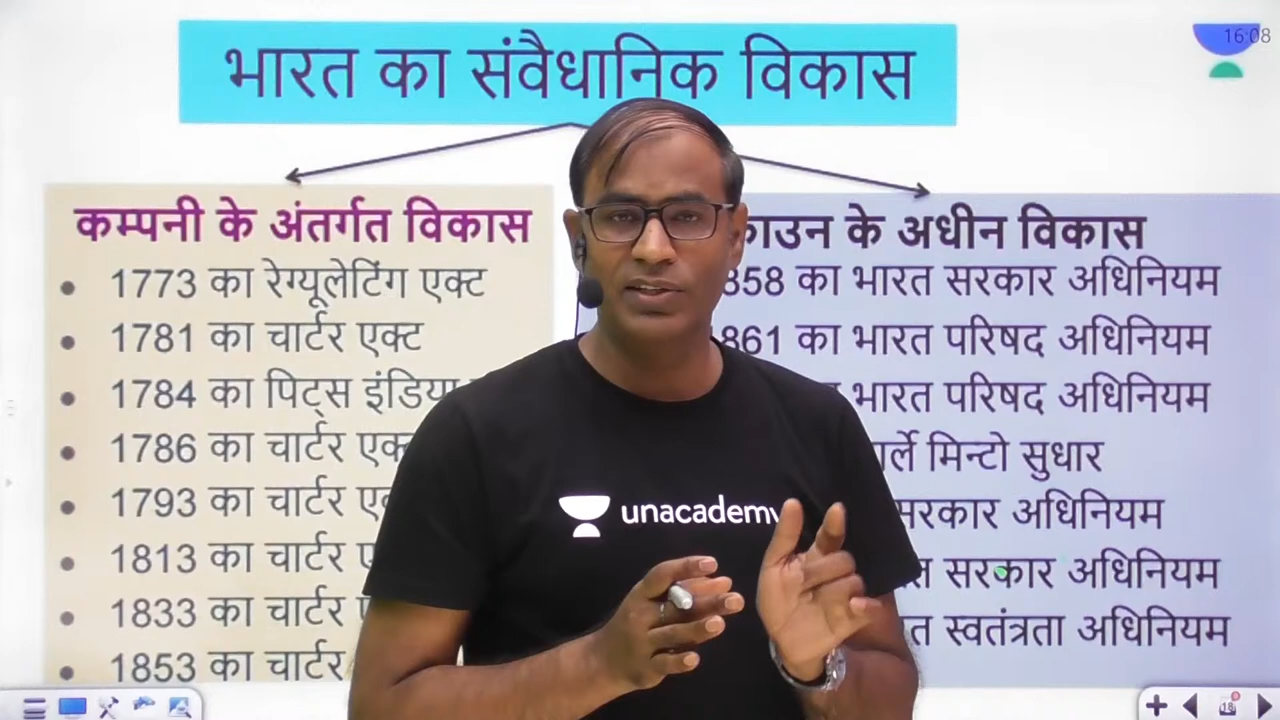 भारत का संवैधानिक विकास
16:08
कम्पनी के अंतर्गत विकास
• 1773 का रेग्यूलेटिंग एक्ट
• 1781 का चार्टर एक्ट
• 1784 का पिट्स इंडिया
• 1786 का चार्टर
• 1793 का चार्टर
• 1813 का चार्टर
• 1833 का चार्टर
• 1853 का चार्टर
के अधीन विकास
का भारत सरकार अधिनियम
का भारत परिषद अधिनियम
भारत परिषद अधिनियम
मिन्टो सुधार
सरकार अधिनियम
सरकार अधिनियम
स्वतंत्रता अधिनियम
unacademy
18